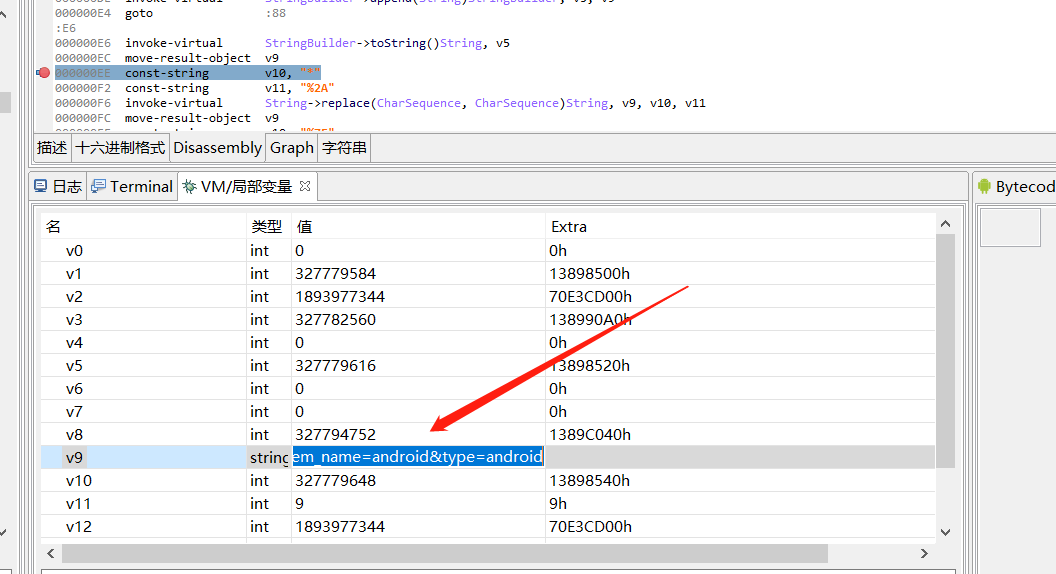 000000E4 goto :88
:E6
000000E6 invoke-virtual StringBuilder->toString()String, v5
000000EC move-result-object v9
000000EE const-string v10, "*"
000000F2 const-string v11, "%2A"
000000F6 invoke-virtual String->replace(CharSequence, CharSequence)String, v9, v10, v11
000000FC move-result-object v9
描述 十六进制格式 Disassembly Graph 字符串
日志 Terminal VM/局部变量 Bytecod
名 类型 值 Extra
v0 int 0 0h
v1 int 327779584 13898500h
v2 int 1893977344 70E3CD00h
v3 int 327782560 138990A0h
v4 int 0 0h
v5 int 327779616 13898520h
v6 int 0 0h
v7 int 0 0h
v8 int 327794752 1389C040h
v9 string em_name=android&type=android
v10 int 327779648 13898540h
v11 int 9 9h
v12 int 1893977344 70E3CD00h